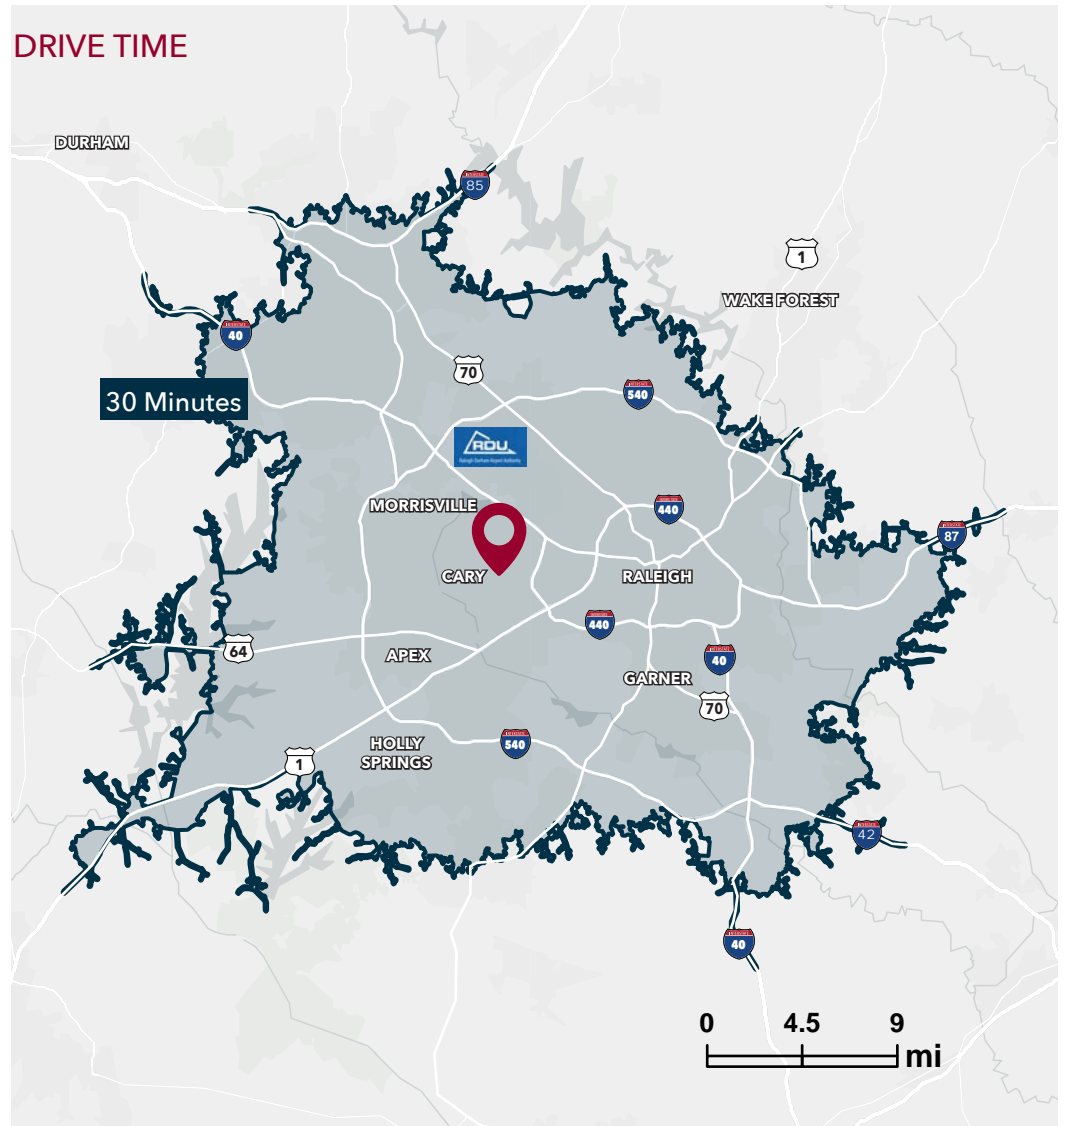 DRIVE TIME
DURHAM
85
1
WAKE FOREST
40
70
30 Minutes
540
RDU
MORRISVILLE
440
87
CARY
RALEIGH
440
64
APEX
40
GARNER
70
HOLLY
SPRINGS
540
1
42
40
0 4.5 9
mi